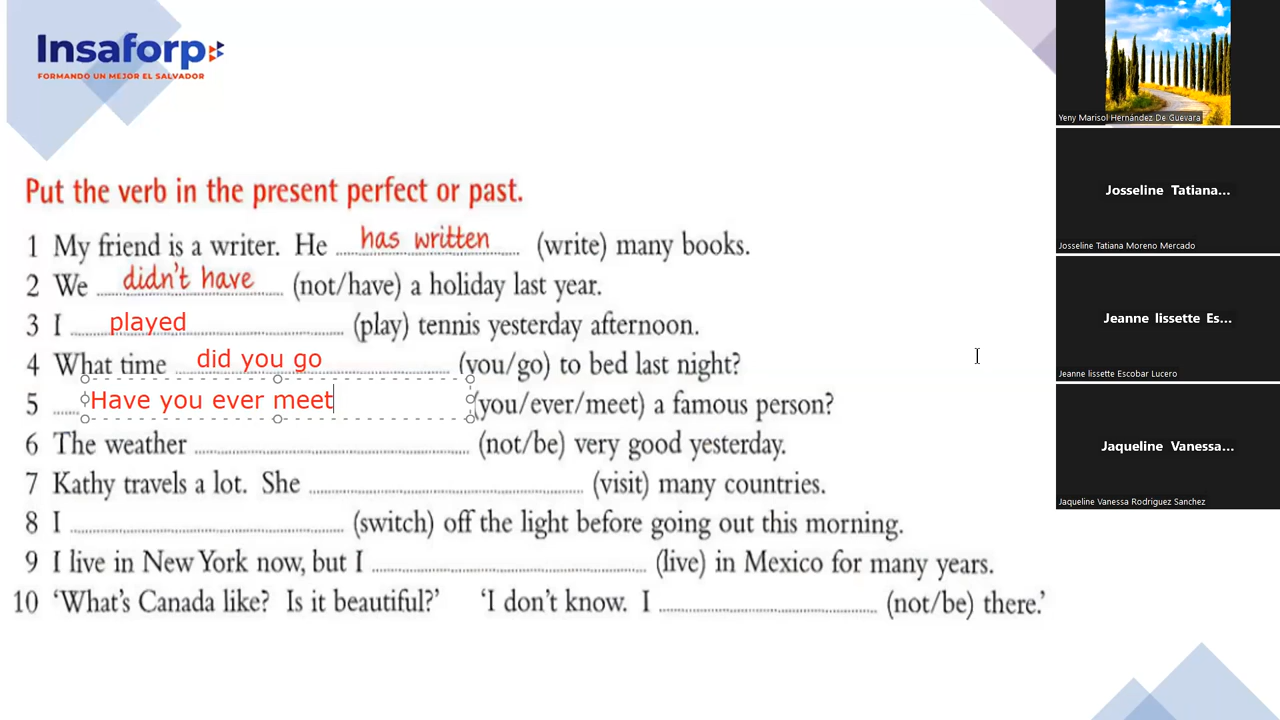 Insaforp
FORMANDO UN MEJOR EL SALVADOR
Put the verb in the present perfect or past.
1 My friend is a writer. He has written (write) many books.
2 We didn't have (not/have) a holiday last year.
3 I played (play) tennis yesterday afternoon.
4 What time did you go (you/go) to bed last night?
5 Have you ever meet (you/ever/meet) a famous person?
6 The weather (not/be) very good yesterday.
7 Kathy travels a lot. She (visit) many countries.
8 I (switch) off the light before going out this morning.
9 I live in New York now, but I (live) in Mexico for many years.
10 ‘What's Canada like? Is it beautiful?’ ‘I don't know. I (not/be) there.’
Yeny Marisol Hernández De Guevara
Josseline Tatiana...
Josseline Tatiana Moreno Mercado
Jeanne lissette Es...
Jeanne lissette Escobar Lucero
Jaqueline Vanessa...
Jaqueline Vanessa Rodriguez Sanchez